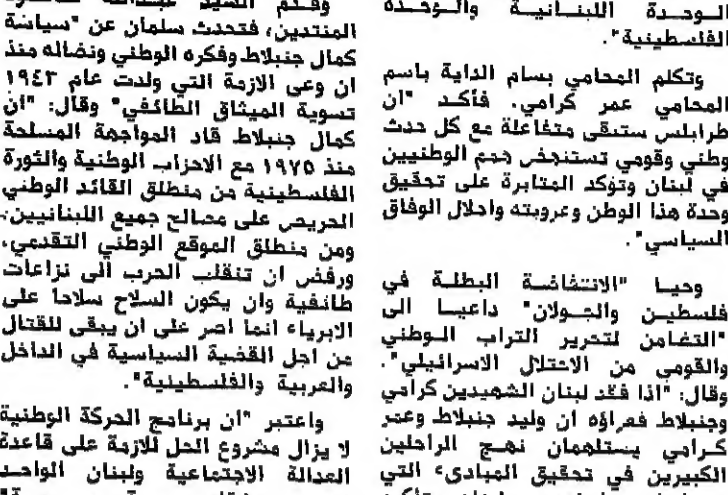 وقدم السيد عبدالله
المنتدين، فتحدث سلمان عن "سياسة
كمال جنبلاط وفكره الوطني ونضاله منذ
ان وعى الازمة التي ولدت عام ١٩٤٣
تسوية الميثاق الطائفي" وقال: "ان
كمال جنبلاط قاد المواجهة المسلحة
منذ ١٩٧٥ مع الاحزاب الوطنية والثورة
الفلسطينية من منطلق القائد الوطني
الحريص على مصالح جميع اللبنانيين،
ومن منطلق الموقع الوطني التقدمي،
ورفض ان تنقلب الحرب الى نزاعات
طائفية وان يكون السلاح سلاحا على
الابرياء انما اصر على ان يبقى للقتال
من اجل القضية السياسية في الداخل
والعربية والفلسطينية".
واعتبر "ان برنامج الحركة الوطنية
لا يزال مشروع الحل للازمة على قاعدة
العدالة الاجتماعية ولبنان الواحد
الوحدة اللبنانية والوحدة
الفلسطينية".
وتكلم المحامي بسام الداية باسم
المحامي عمر كرامي. فأكد "ان
طرابلس ستبقى متفاعلة مع كل حدث
وطني وقومي تستنهض همم الوطنيين
في لبنان وتؤكد المثابرة على تحقيق
وحدة هذا الوطن وعروبته واحلال الوفاق
السياسي".
وحيا "الانتفاضة البطلة في
فلسطين والجولان" داعيا الى
"التضامن لتحرير التراب الوطني
والقومي من الاحتلال الاسرائيلي".
وقال: "اذا فقد لبنان الشهيدين كرامي
وجنبلاط فعزاؤه ان وليد جنبلاط وعمر
كرامي يستلهمان نهج الراحلين
الكبيرين في تحقيق المبادىء التي